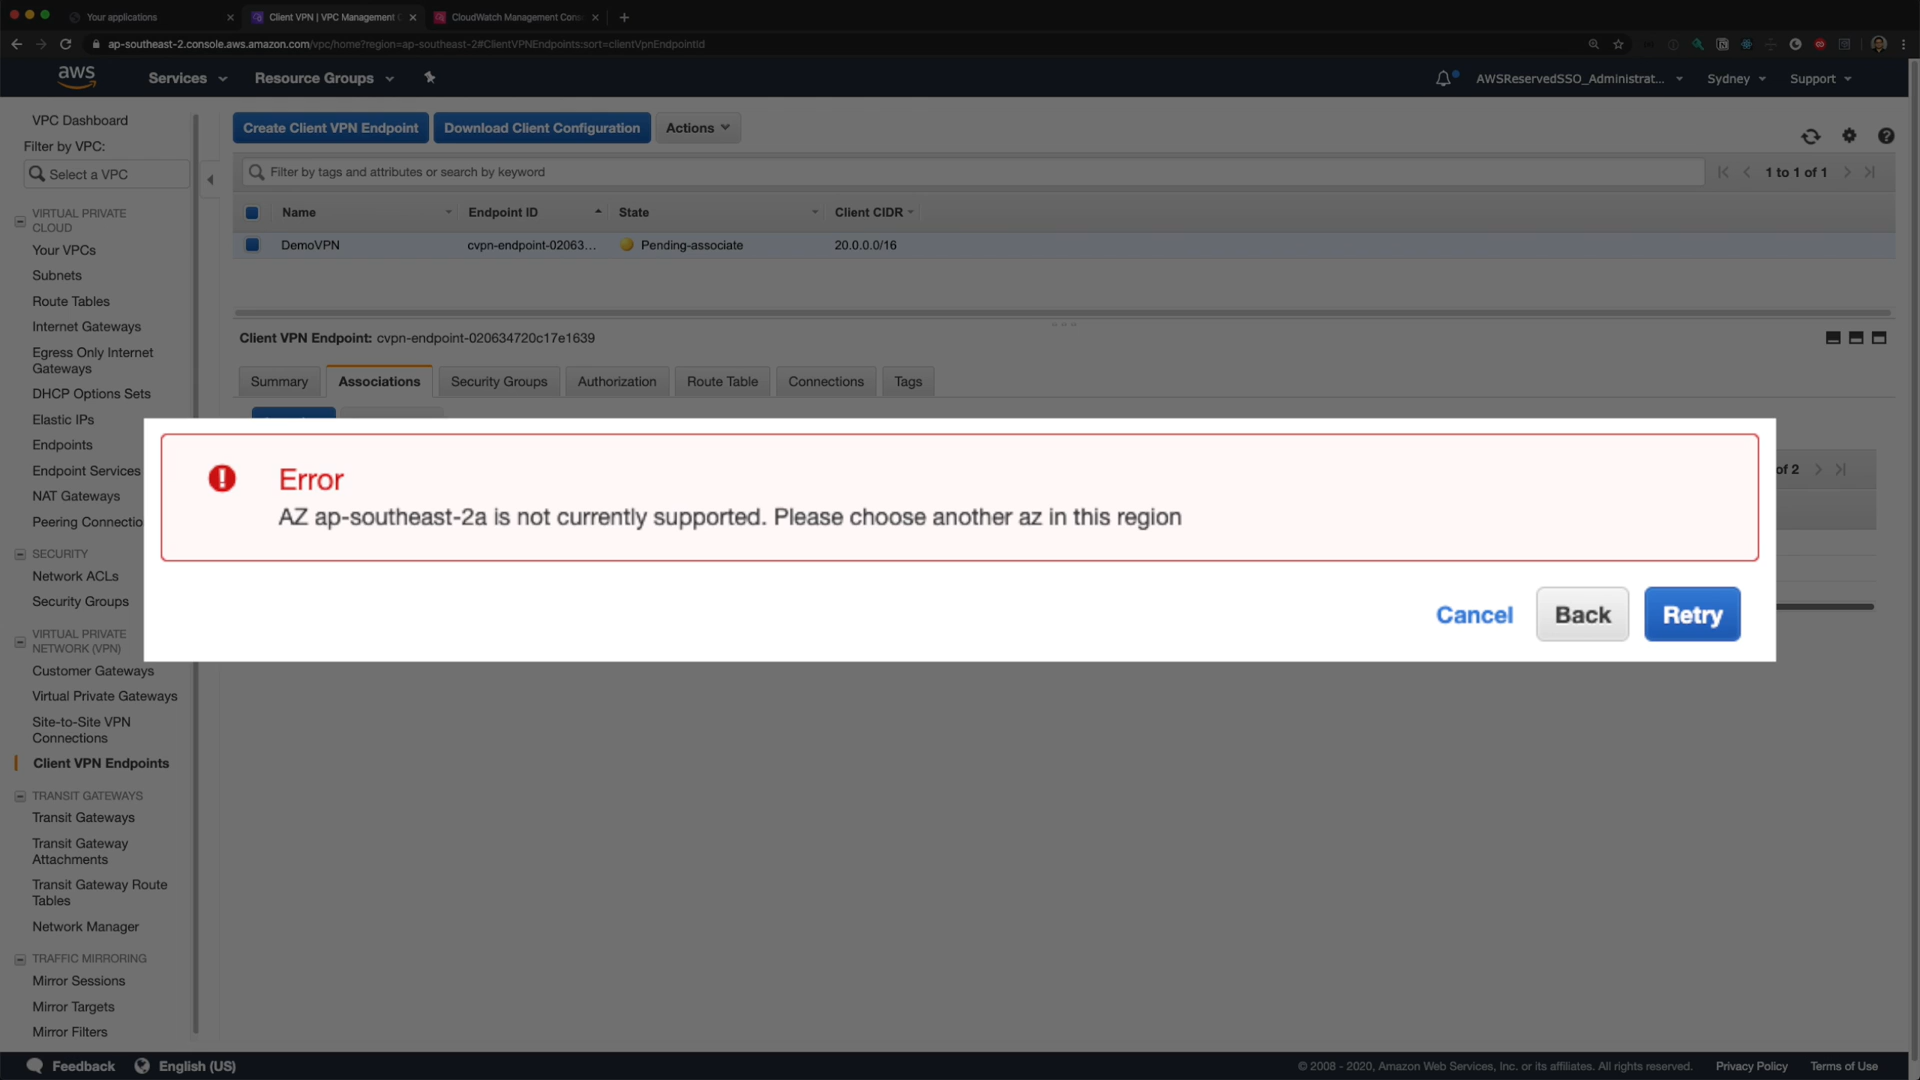 Your applications
Client VPN | VPC Management C
CloudWatch Management Cons
ap-southeast-2.console.aws.amazon.com/vpc/home?region=ap-southeast-2#ClientVPNEndpoints:sort=clientVpnEndpointId
aws
Services
Resource Groups
AWSReservedSSO_Administrat...
Sydney
Support
VPC Dashboard
Filter by VPC:
Select a VPC
VIRTUAL PRIVATE
CLOUD
Your VPCs
Subnets
Route Tables
Internet Gateways
Egress Only Internet
Gateways
DHCP Options Sets
Elastic IPs
Endpoints
Endpoint Services
NAT Gateways
Peering Connectio
SECURITY
Network ACLs
Security Groups
VIRTUAL PRIVATE
NETWORK (VPN)
Customer Gateways
Virtual Private Gateways
Site-to-Site VPN
Connections
Client VPN Endpoints
TRANSIT GATEWAYS
Transit Gateways
Transit Gateway
Attachments
Transit Gateway Route
Tables
Network Manager
TRAFFIC MIRRORING
Mirror Sessions
Mirror Targets
Mirror Filters
Create Client VPN Endpoint
Download Client Configuration
Actions
Filter by tags and attributes or search by keyword
1 to 1 of 1
Name
Endpoint ID
State
Client CIDR
DemoVPN
cvpn-endpoint-02063...
Pending-associate
20.0.0.0/16
Client VPN Endpoint: cvpn-endpoint-020634720c17e1639
Summary
Associations
Security Groups
Authorization
Route Table
Connections
Tags
of 2
Error
AZ ap-southeast-2a is not currently supported. Please choose another az in this region
Cancel
Back
Retry
Feedback
English (US)
© 2008 - 2020, Amazon Web Services, Inc. or its affiliates. All rights reserved.
Privacy Policy
Terms of Use